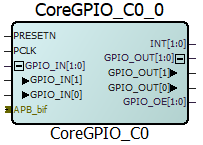 CoreGPIO_C0_0
PRESETN
PCLK
GPIO_IN[1:0]
GPIO_IN[1]
GPIO_IN[0]
APB_bif
INT[1:0]
GPIO_OUT[1:0]
GPIO_OUT[1]
GPIO_OUT[0]
GPIO_OE[1:0]
CoreGPIO_C0